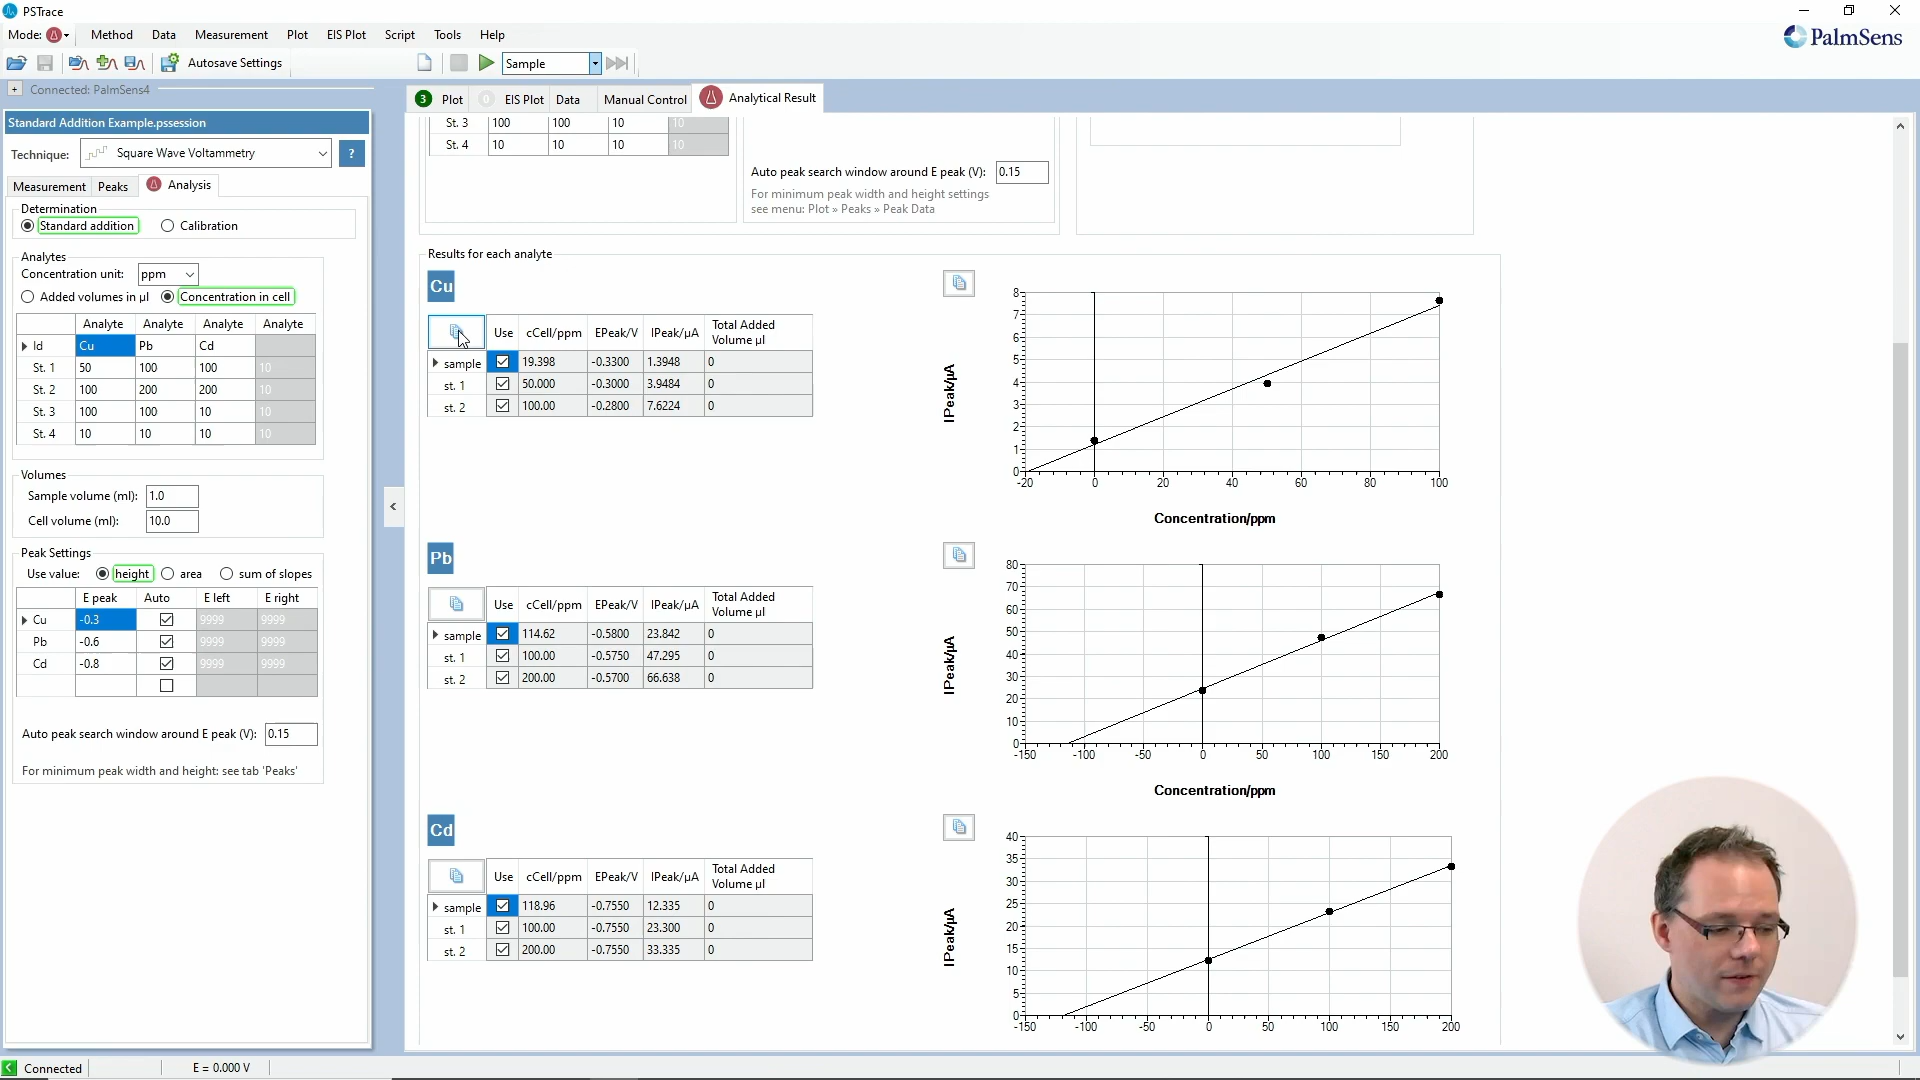 PSTrace
Mode: Method Data Measurement Plot EIS Plot Script Tools Help
PalmSens
Autosave Settings Sample
+ Connected: PalmSens4
3 Plot 0 EIS Plot Data Manual Control Analytical Result
Standard Addition Example.pssession
Technique: Square Wave Voltammetry ?
Measurement Peaks Analysis
Determination
Standard addition Calibration
Analytes
Concentration unit: ppm
Added volumes in µl Concentration in cell
Analyte Analyte Analyte Analyte
Id Cu Pb Cd
St. 1 50 100 100 10
St. 2 100 200 200 10
St. 3 100 100 10 10
St. 4 10 10 10 10
Volumes
Sample volume (ml): 1.0
Cell volume (ml): 10.0
Peak Settings
Use value: height area sum of slopes
E peak Auto E left E right
Cu -0.3 9999 9999
Pb -0.6 9999 9999
Cd -0.8 9999 9999
Auto peak search window around E peak (V): 0.15
For minimum peak width and height: see tab 'Peaks'
<
St. 3 100 100 10 10
St. 4 10 10 10 10
Auto peak search window around E peak (V): 0.15
For minimum peak width and height settings
see menu: Plot » Peaks » Peak Data
Results for each analyte
Cu
Use cCell/ppm EPeak/V IPeak/µA Total Added
Volume µl
sample 19.398 -0.3300 1.3948 0
st. 1 50.000 -0.3000 3.9484 0
st. 2 100.00 -0.2800 7.6224 0
IPeak/µA
8
7
6
5
4
3
2
1
0
-20 0 20 40 60 80 100
Concentration/ppm
Pb
Use cCell/ppm EPeak/V IPeak/µA Total Added
Volume µl
sample 114.62 -0.5800 23.842 0
st. 1 100.00 -0.5750 47.295 0
st. 2 200.00 -0.5700 66.638 0
IPeak/µA
80
70
60
50
40
30
20
10
0
-150 -100 -50 0 50 100 150 200
Concentration/ppm
Cd
Use cCell/ppm EPeak/V IPeak/µA Total Added
Volume µl
sample 118.96 -0.7550 12.335 0
st. 1 100.00 -0.7550 23.300 0
st. 2 200.00 -0.7550 33.335 0
IPeak/µA
40
35
30
25
20
15
10
5
0
-150 -100 -50 0 50 100 150 200
Connected E = 0.000 V